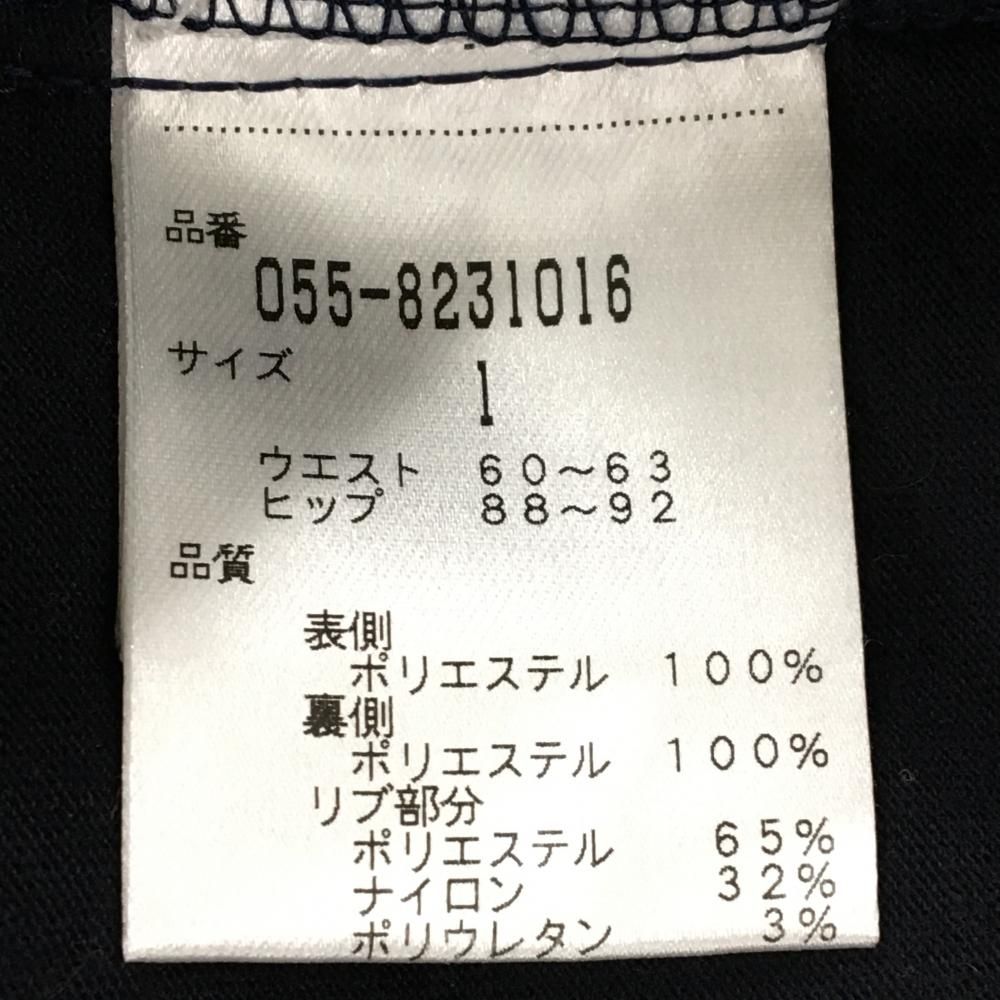 品番
055-8231016
サイズ
1
ウエスト 60～63
ヒップ 88～92
品質
表側
ポリエステル 100%
裏側
ポリエステル 100%
リブ部分
ポリエステル 65%
ナイロン 32%
ポリウレタン 3%